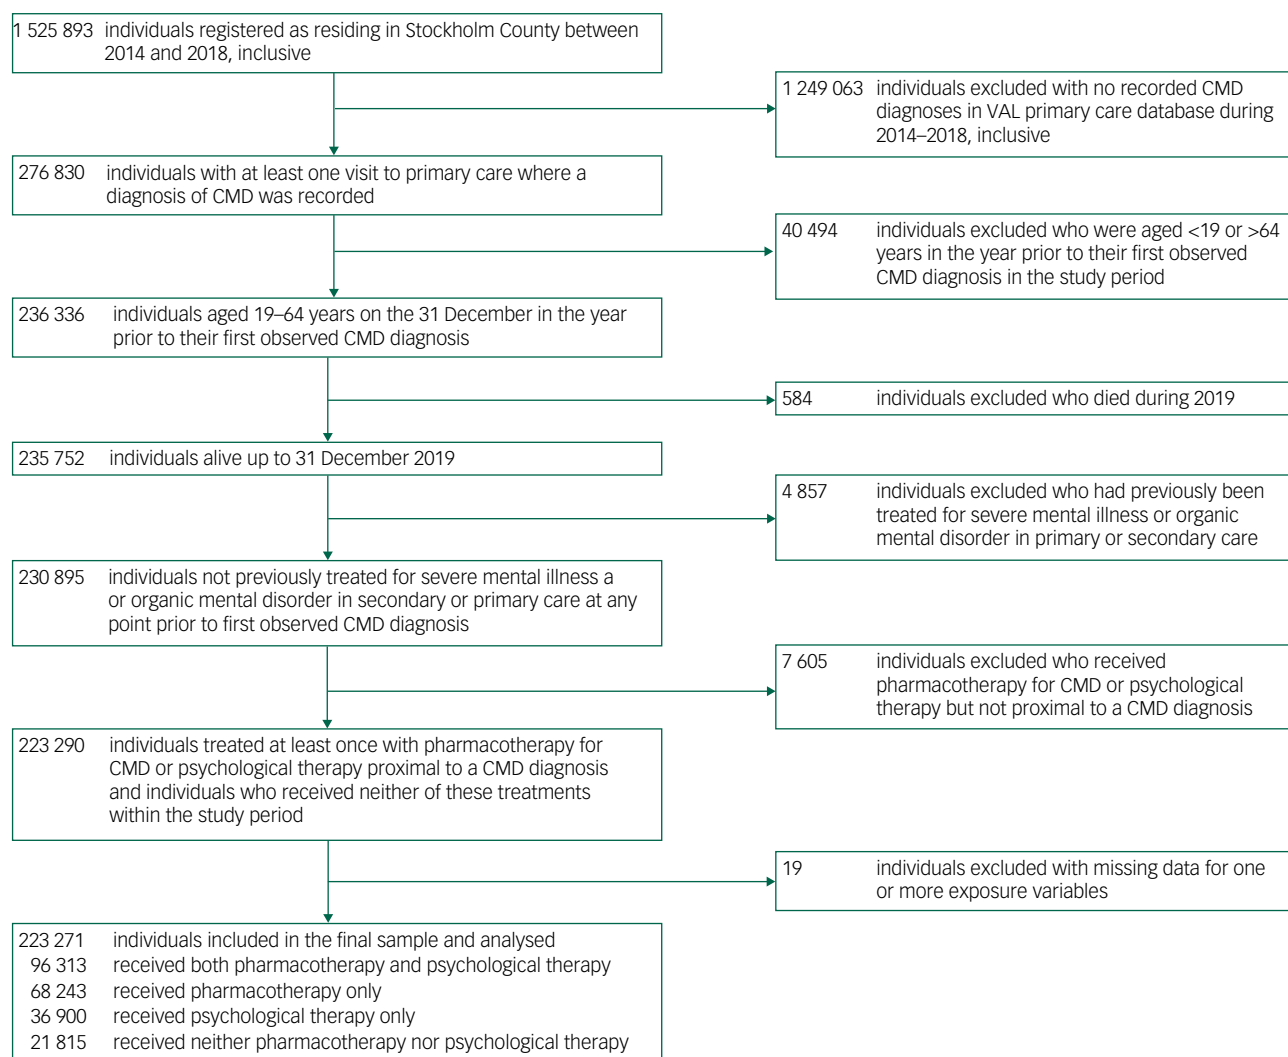 1 525 893 individuals registered as residing in Stockholm County between
2014 and 2018, inclusive
1 249 063 individuals excluded with no recorded CMD
diagnoses in VAL primary care database during
2014–2018, inclusive
276 830 individuals with at least one visit to primary care where a
diagnosis of CMD was recorded
40 494 individuals excluded who were aged <19 or >64
years in the year prior to their first observed
CMD diagnosis in the study period
236 336 individuals aged 19–64 years on the 31 December in the year
prior to their first observed CMD diagnosis
584 individuals excluded who died during 2019
235 752 individuals alive up to 31 December 2019
4 857 individuals excluded who had previously been
treated for severe mental illness or organic
mental disorder in primary or secondary care
230 895 individuals not previously treated for severe mental illness a
or organic mental disorder in secondary or primary care at any
point prior to first observed CMD diagnosis
7 605 individuals excluded who received
pharmacotherapy for CMD or psychological
therapy but not proximal to a CMD diagnosis
223 290 individuals treated at least once with pharmacotherapy for
CMD or psychological therapy proximal to a CMD diagnosis
and individuals who received neither of these treatments
within the study period
19 individuals excluded with missing data for one
or more exposure variables
223 271 individuals included in the final sample and analysed
96 313 received both pharmacotherapy and psychological therapy
68 243 received pharmacotherapy only
36 900 received psychological therapy only
21 815 received neither pharmacotherapy nor psychological therapy